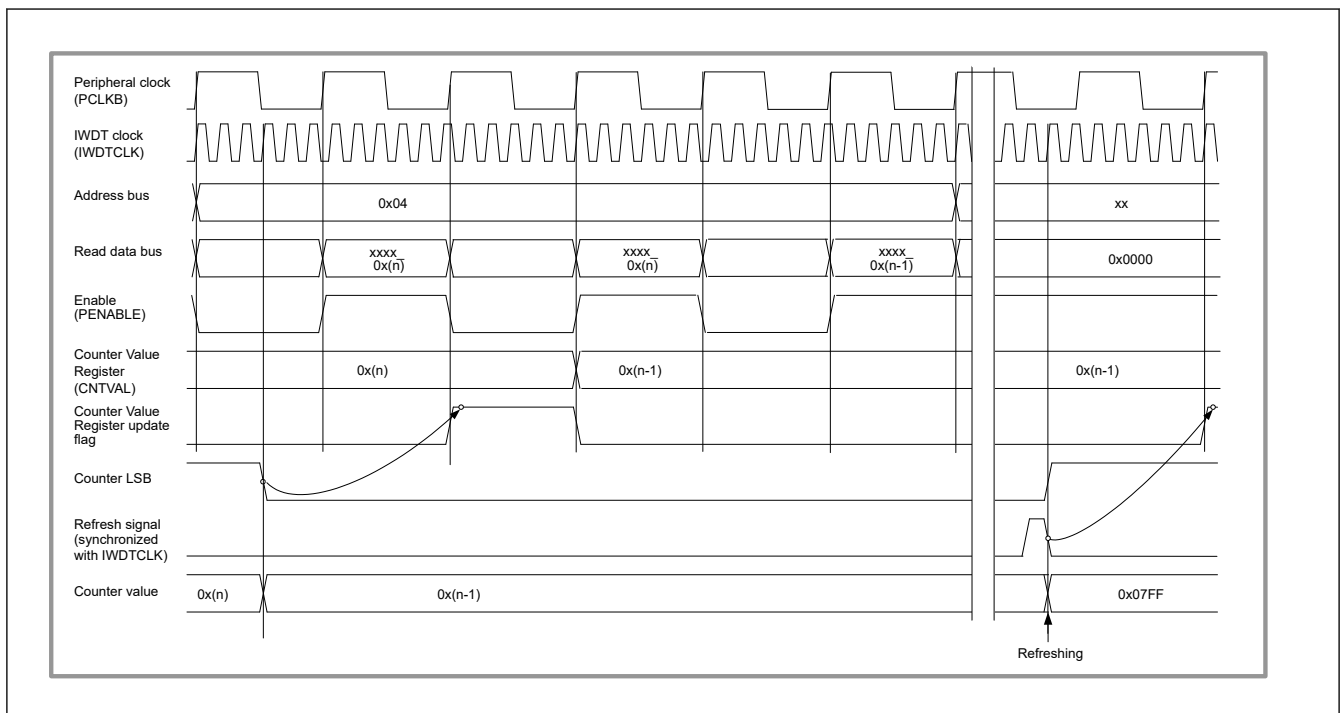 Peripheral clock
(PCLKB)
IWDT clock
(IWDTCLK)
Address bus
0x04
xx
Read data bus
xxxx_
0x(n)
xxxx_
0x(n)
xxxx_
0x(n-1)
0x0000
Enable
(PENABLE)
Counter Value
Register
(CNTVAL)
0x(n)
0x(n-1)
0x(n-1)
Counter Value
Register update
flag
Counter LSB
Refresh signal
(synchronized
with IWDTCLK)
Counter value
0x(n)
0x(n-1)
0x07FF
Refreshing